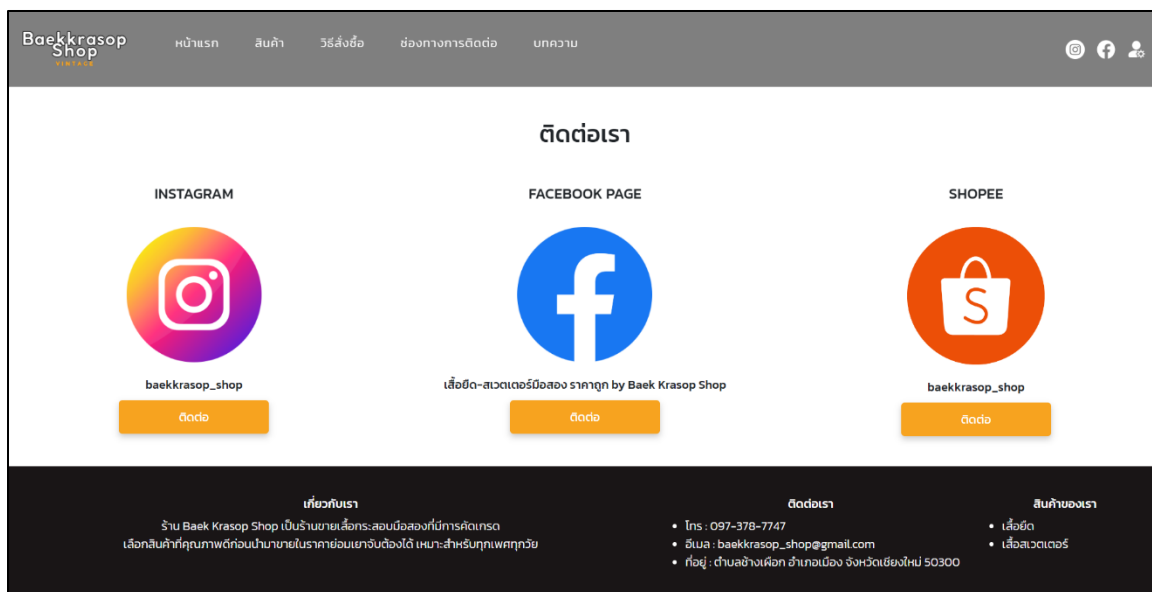 Baekkrasop
Shop
VINTAGE
หน้าแรก
สินค้า
วิธีสั่งซื้อ
ช่องทางการติดต่อ
บทความ
ติดต่อเรา
INSTAGRAM
FACEBOOK PAGE
SHOPEE
baekkrasop_shop
เสื้อยืด-สเวตเตอร์มือสอง ราคาถูก by Baek Krasop Shop
baekkrasop_shop
ติดต่อ
ติดต่อ
ติดต่อ
เกี่ยวกับเรา
ร้าน Baek Krasop Shop เป็นร้านขายเสื้อกระสอบมือสองที่มีการคัดเกรด
เลือกสินค้าที่คุณภาพดีก่อนนำมาขายในราคาย่อมเยาจับต้องได้ เหมาะสำหรับทุกเพศทุกวัย
ติดต่อเรา
โทร : 097-378-7747
อีเมล : baekkrasop_shop@gmail.com
ที่อยู่ : ตำบลช้างเผือก อำเภอเมือง จังหวัดเชียงใหม่ 50300
สินค้าของเรา
เสื้อยืด
เสื้อสเวตเตอร์